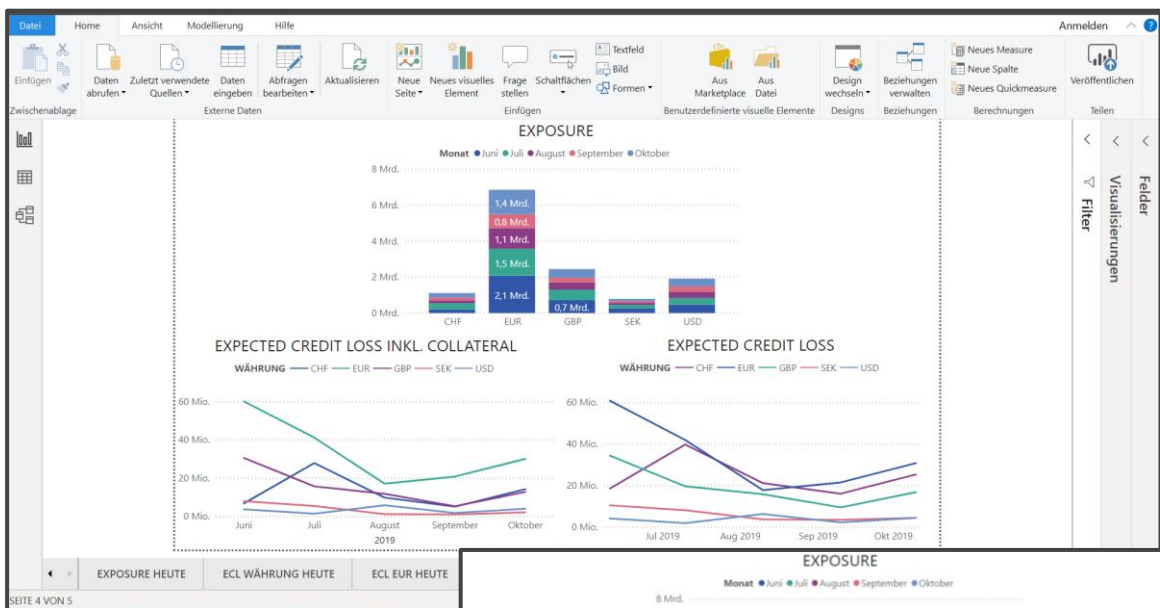 Datei Home Ansicht Modellierung Hilfe Anmelden
Einfügen
Daten abrufen
Zuletzt verwendete Quellen
Daten eingeben
Abfragen bearbeiten
Aktualisieren
Neue Seite
Neues visuelles Element
Frage stellen
Schaltflächen
Textfeld
Bild
Formen
Aus Marketplace
Aus Datei
Design wechseln
Beziehungen verwalten
Neues Measure
Neue Spalte
Neues Quickmeasure
Veröffentlichen
Zwischenablage Externe Daten Einfügen Benutzerdefinierte visuelle Elemente Designs Beziehungen Berechnungen Teilen
Filter
Visualisierungen
Felder
EXPOSURE
Monat Juni Juli August September Oktober
8 Mrd.
6 Mrd.
4 Mrd.
2 Mrd.
0 Mrd.
1,4 Mrd.
0,8 Mrd.
1,1 Mrd.
1,5 Mrd.
2,1 Mrd.
0,7 Mrd.
CHF EUR GBP SEK USD
EXPECTED CREDIT LOSS INKL. COLLATERAL
WÄHRUNG CHF EUR GBP SEK USD
60 Mio.
40 Mio.
20 Mio.
0 Mio.
Juni Juli August September Oktober
2019
EXPECTED CREDIT LOSS
WÄHRUNG CHF EUR GBP SEK USD
60 Mio.
40 Mio.
20 Mio.
0 Mio.
Jul 2019 Aug 2019 Sep 2019 Okt 2019
EXPOSURE HEUTE ECL WÄHRUNG HEUTE ECL EUR HEUTE
SEITE 4 VON 5
EXPOSURE
Monat Juni Juli August September Oktober
8 Mrd.